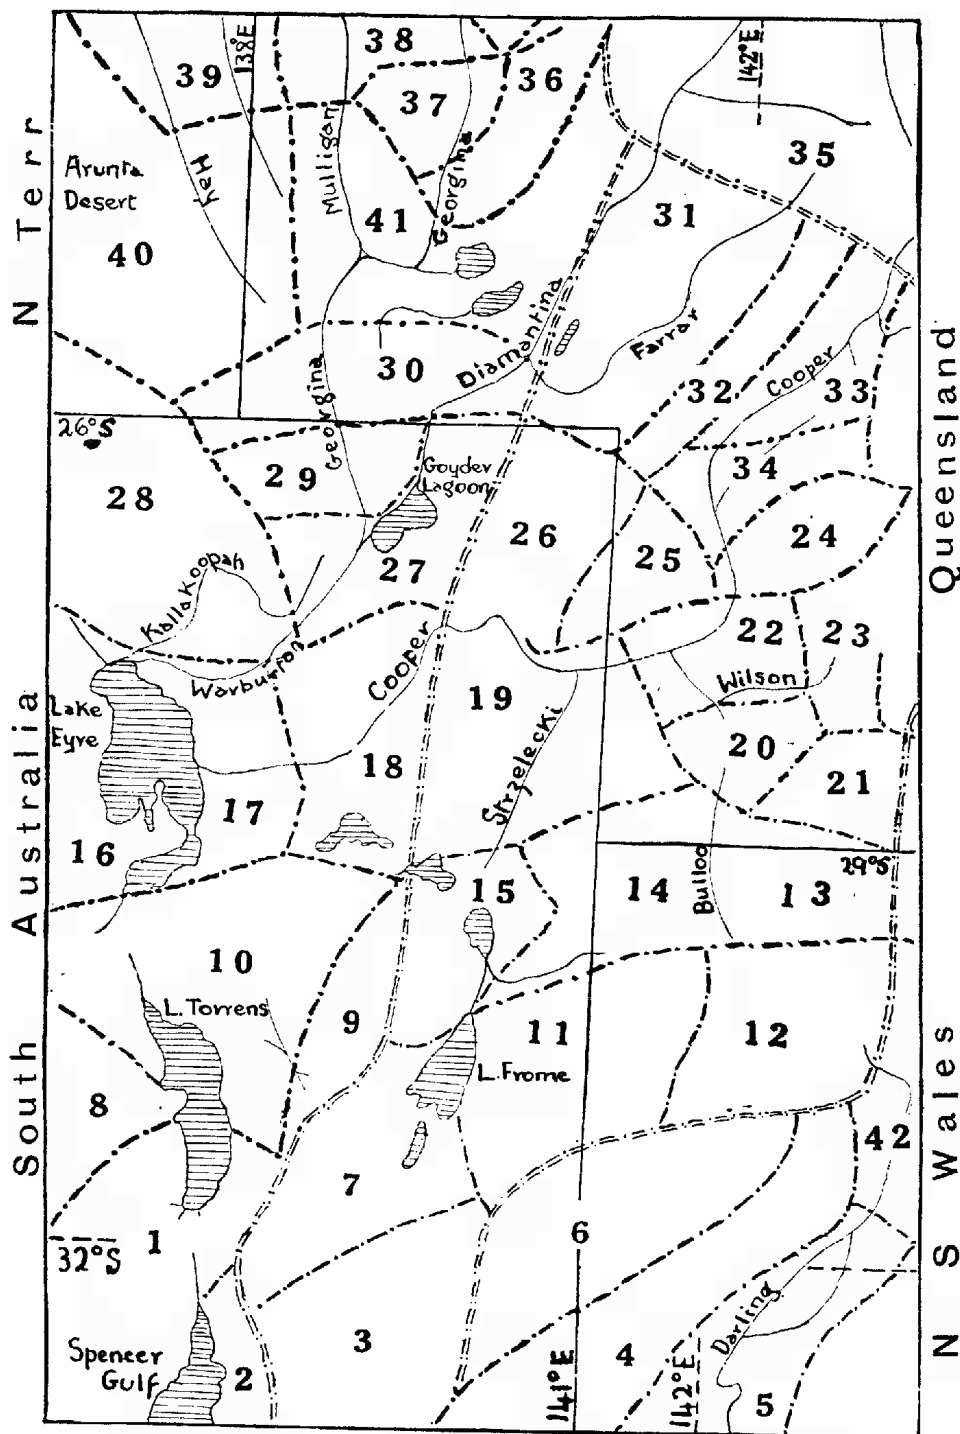 38
138°E
142°E
39
36
37
N Terr
Mulligan
Georgina
35
Arunta
Desert
Hay
31
41
40
Diamantina
Farrar
30
Georgina
32
Cooper
33
Queensland
26°S
29
Goyder
Lagoon
34
28
26
24
25
27
Kallakoopah
22
23
Warburton
Cooper
Wilson
19
Lake
Eyre
20
18
Strzelecki
21
17
16
South Australia
29°S
15
14
Bulloo
13
10
L. Torrens
9
11
12
L. Frome
8
42
7
N S Wales
6
1
32°S
Darling
3
4
Spencer
Gulf
2
141°E
142°E
5